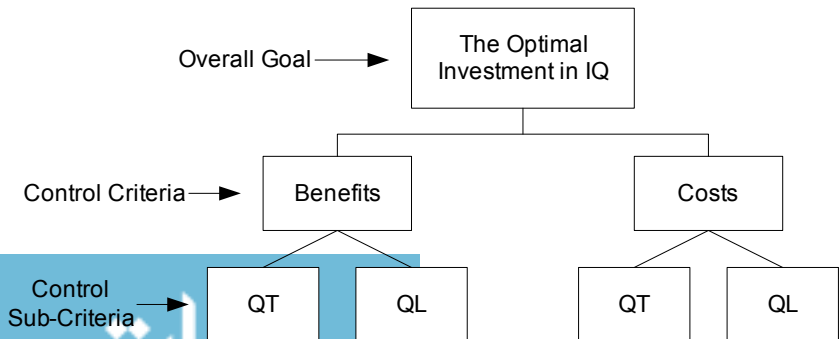 The Optimal
Overall Goal
Investment in IQ
Control Criteria
Benefits
Costs
Control
Sub-Criteria
QT
QL
QT
QL